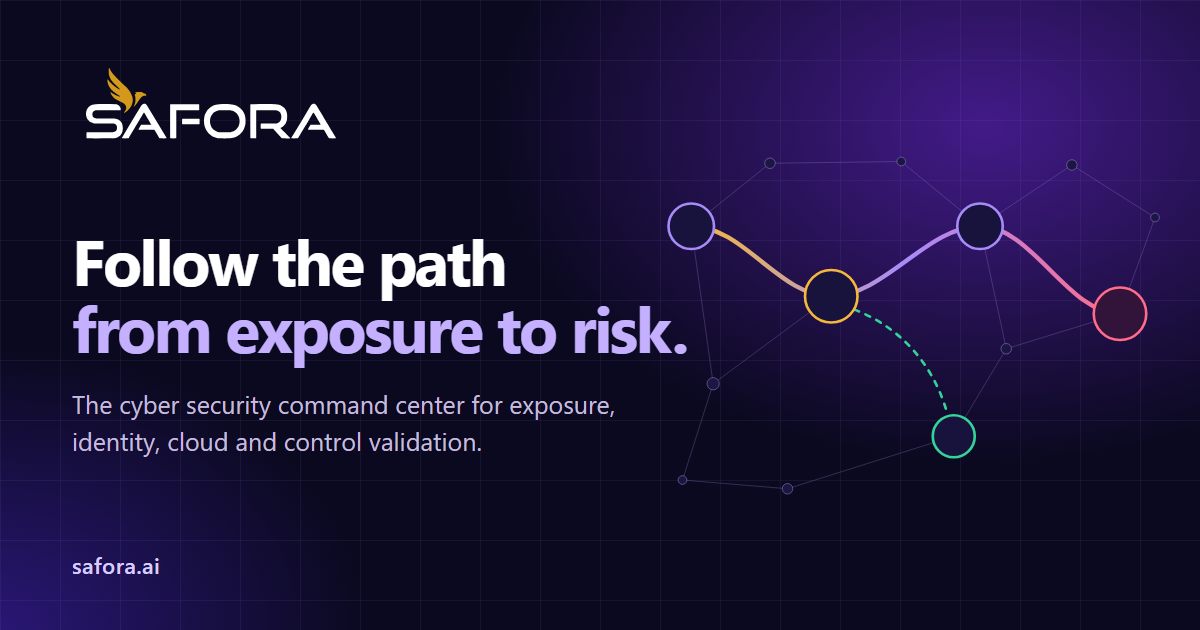 SAFORA
Follow the path
from exposure to risk.
The cyber security command center for exposure,
identity, cloud and control validation.
safora.ai